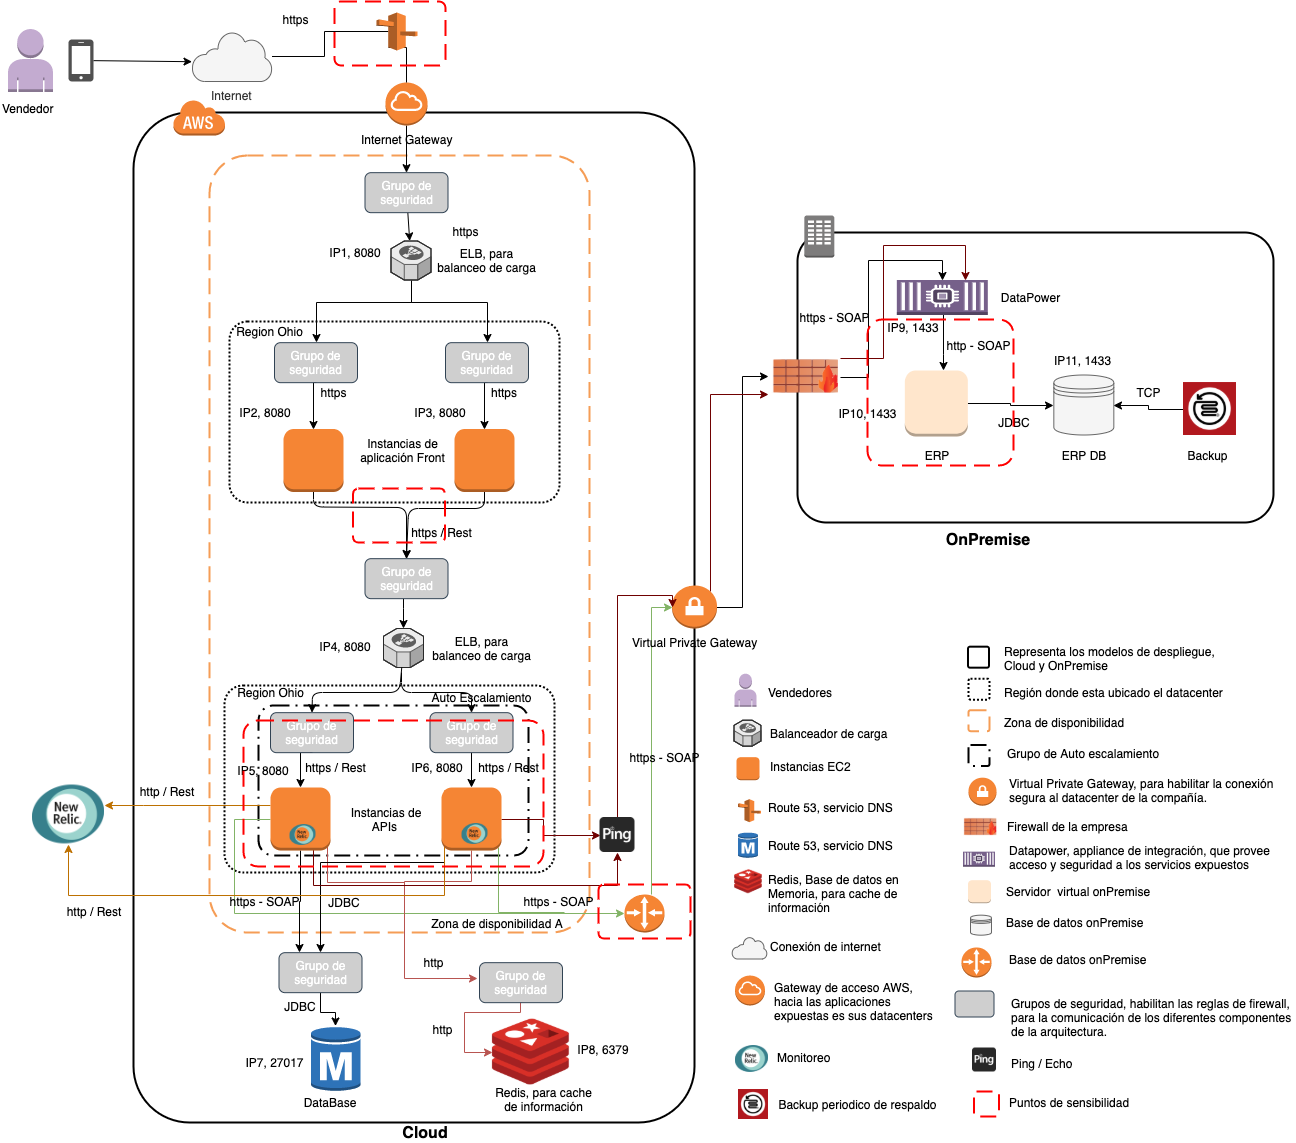 https
Vendedor
Internet
AWS
Internet Gateway
Grupo de
seguridad
https
IP1, 8080
ELB, para
balanceo de carga
Region Ohio
Grupo de
seguridad
Grupo de
seguridad
https
https
IP2, 8080
IP3, 8080
Instancias de
aplicación Front
https / Rest
Grupo de
seguridad
IP4, 8080
ELB, para
balanceo de carga
Region Ohio
Auto Escalamiento
Grupo de
seguridad
Grupo de
seguridad
IP5, 8080
https / Rest
IP6, 8080
https / Rest
Instancias de
APIs
New
Relic.
New
Relic.
New
Relic.
http / Rest
http / Rest
Ping
https - SOAP
JDBC
https - SOAP
Zona de disponibilidad A
Grupo de
seguridad
JDBC
IP7, 27017
M
DataBase
http
Grupo de
seguridad
http
IP8, 6379
Redis, para cache
de información
Cloud
Virtual Private Gateway
https - SOAP
https - SOAP
DataPower
IP9, 1433
http - SOAP
IP10, 1433
ERP
JDBC
IP11, 1433
ERP DB
TCP
Backup
OnPremise
Vendedores
Balanceador de carga
Instancias EC2
Route 53, servicio DNS
M
Route 53, servicio DNS
Redis, Base de datos en
Memoria, para cache de
información
Conexión de internet
Gateway de acceso AWS,
hacia las aplicaciones
expuestas es sus datacenters
New
Relic.
Monitoreo
Backup periodico de respaldo
Representa los modelos de despliegue,
Cloud y OnPremise
Región donde esta ubicado el datacenter
Zona de disponibilidad
Grupo de Auto escalamiento
Virtual Private Gateway, para habilitar la conexión
segura al datacenter de la compañía.
Firewall de la empresa
Datapower, appliance de integración, que provee
acceso y seguridad a los servicios expuestos
Servidor virtual onPremise
Base de datos onPremise
Base de datos onPremise
Grupos de seguridad, habilitan las reglas de firewall,
para la comunicación de los diferentes componentes
de la arquitectura.
Ping
Ping / Echo
Puntos de sensibilidad